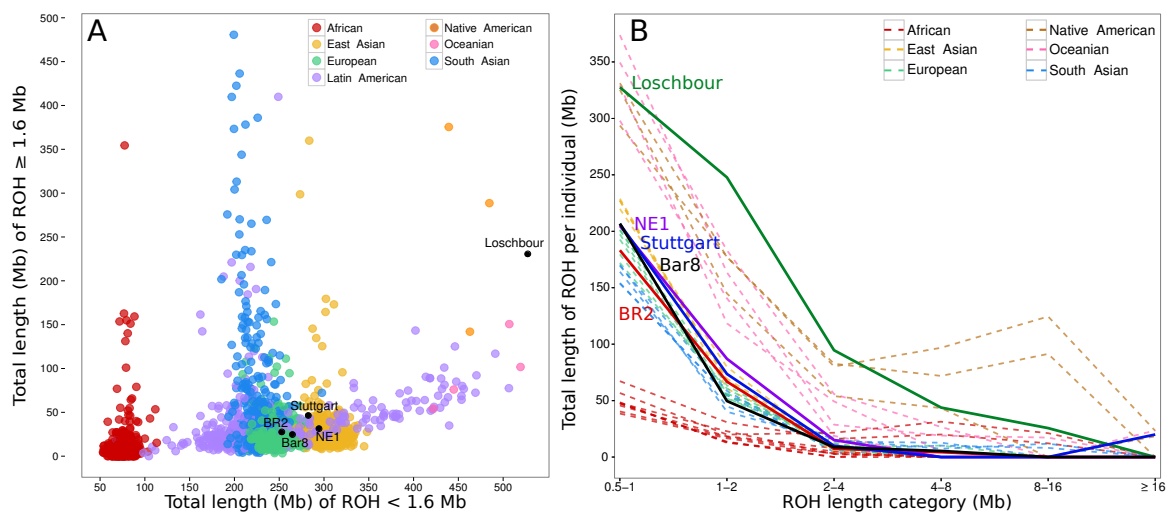 A
African
East Asian
European
Latin American
Native American
Oceanian
South Asian
Total length (Mb) of ROH ≥ 1.6 Mb
500
450
400
350
300
250
200
150
100
50
0
Loschbour
Stuttgart
BR2
NE1
Bar8
50 100 150 200 250 300 350 400 450 500
Total length (Mb) of ROH < 1.6 Mb
B
African
East Asian
European
Native American
Oceanian
South Asian
Total length of ROH per individual (Mb)
350
300
250
200
150
100
50
0
Loschbour
NE1
Stuttgart
Bar8
BR2
0.5–1 1–2 2–4 4–8 8–16 ≥ 16
ROH length category (Mb)